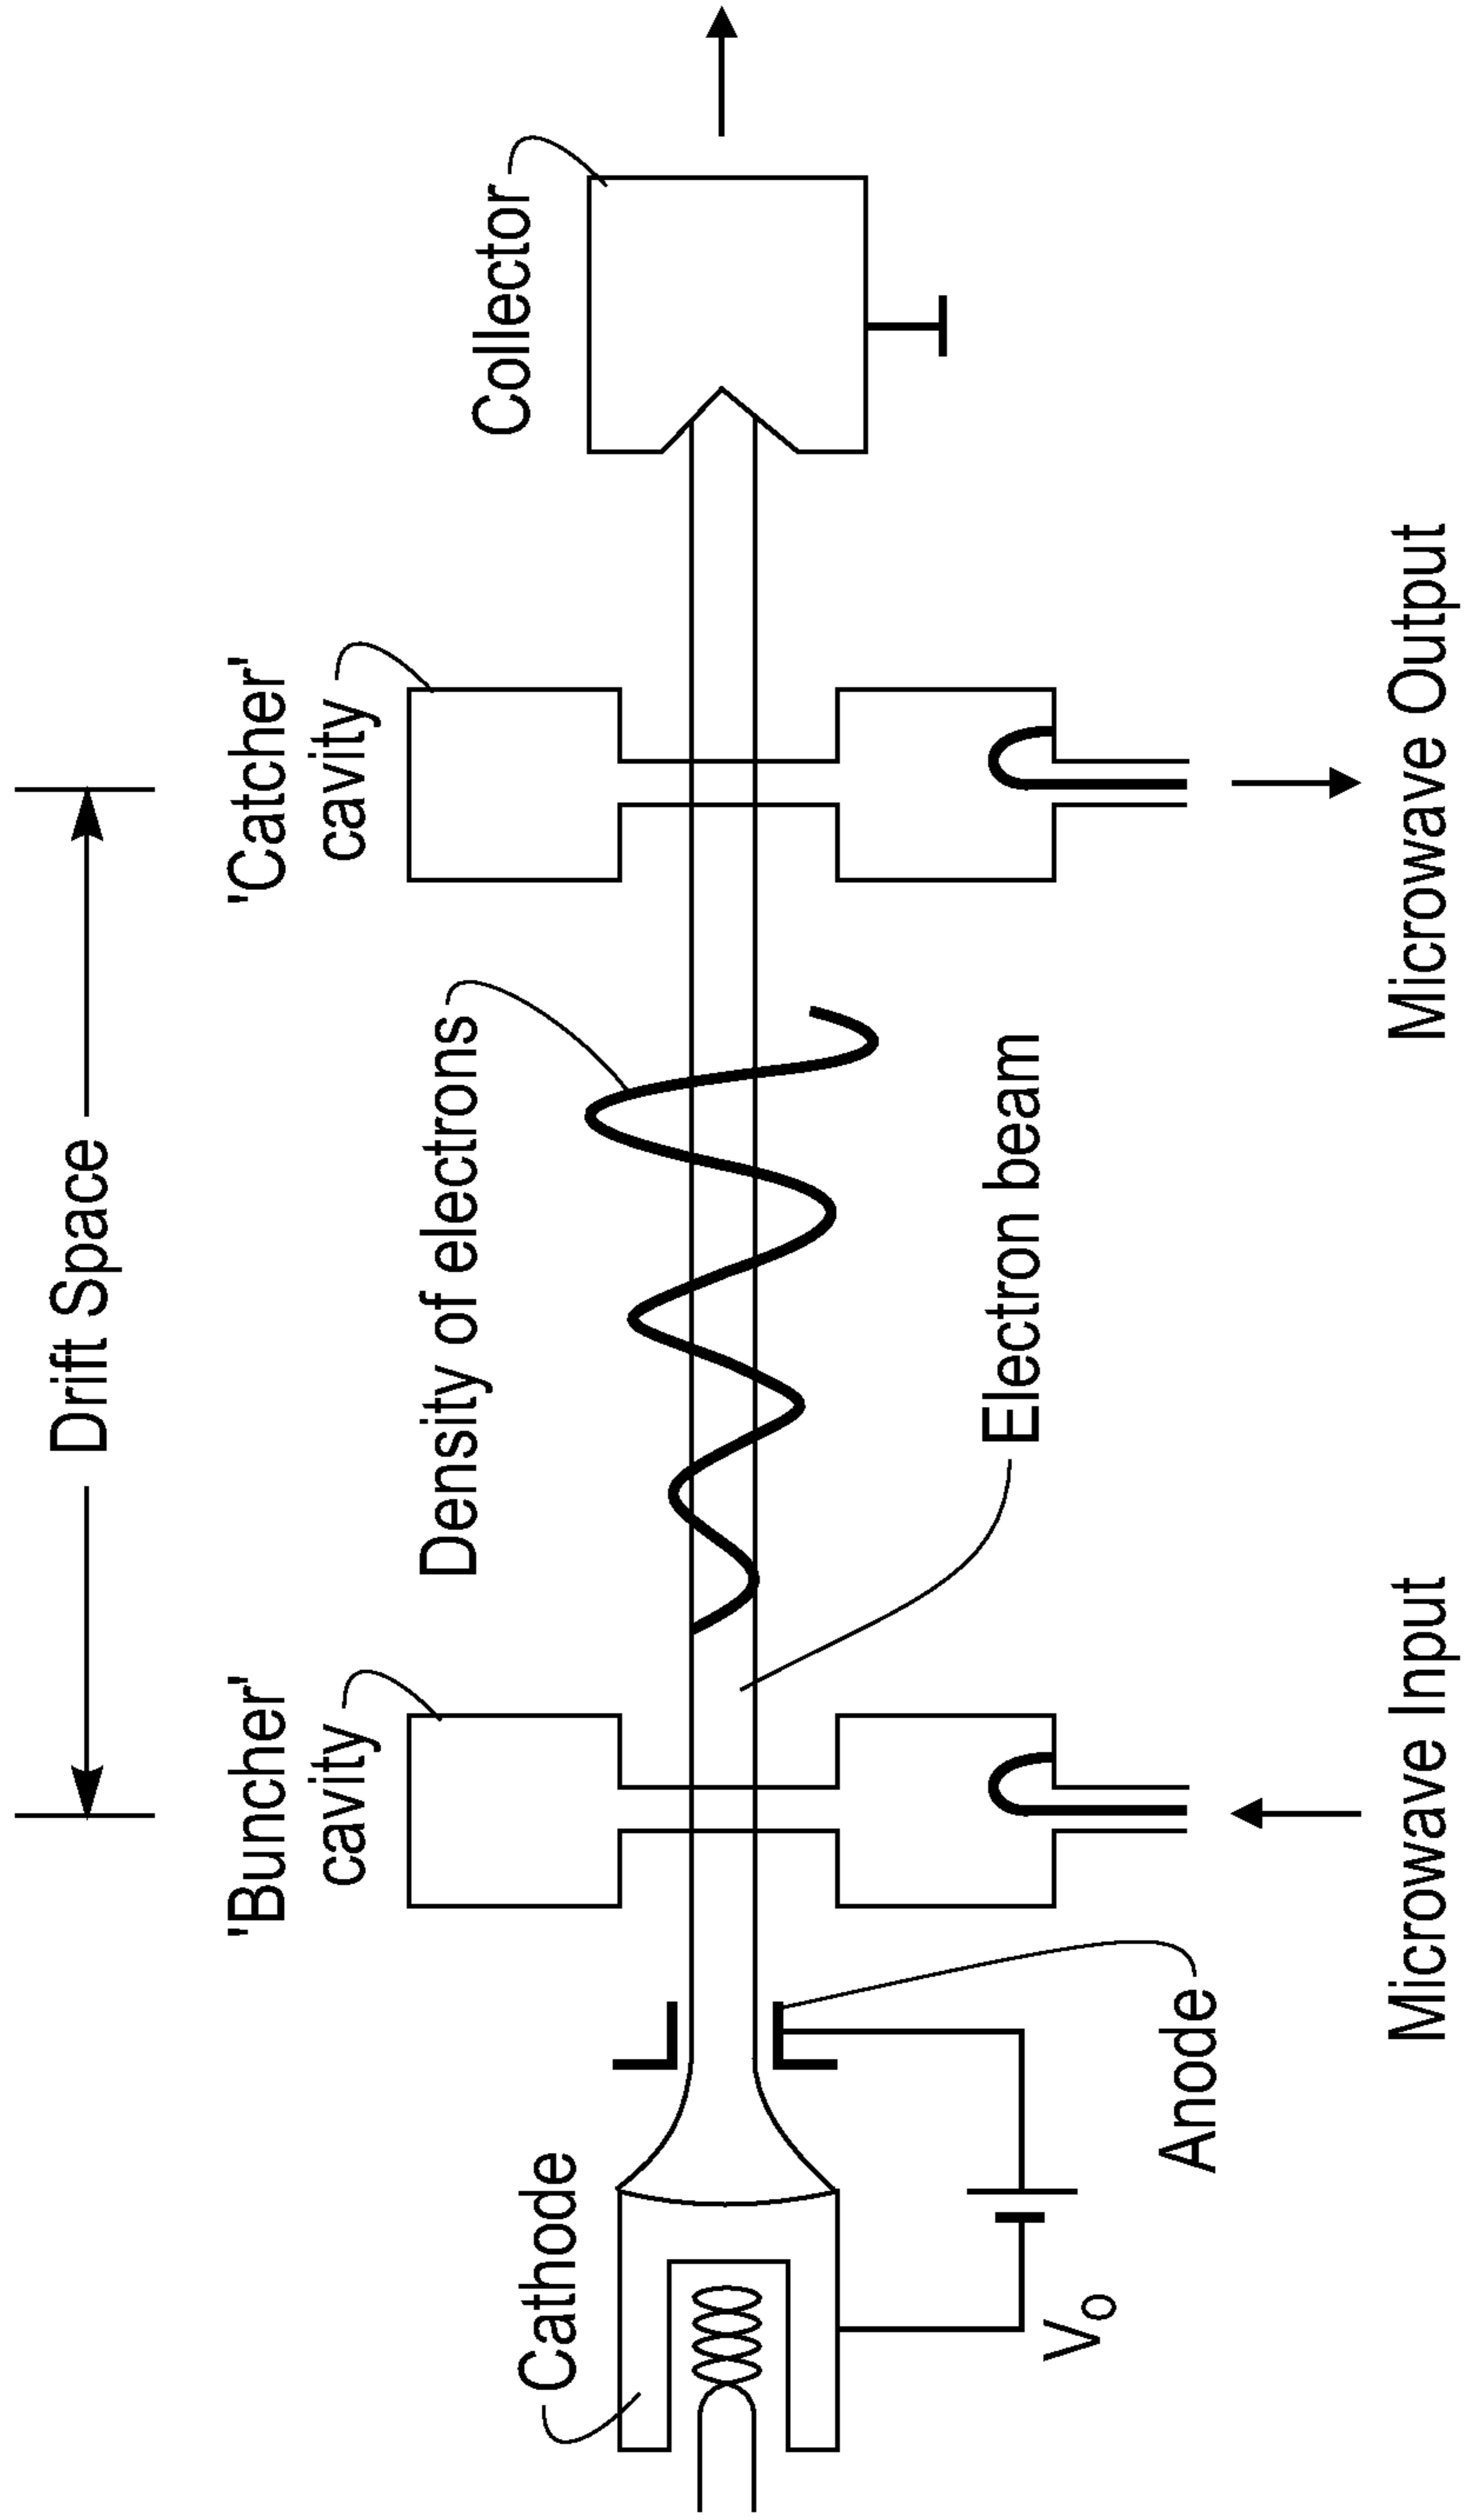 Drift Space
'Buncher'
cavity
'Catcher'
cavity
Density of electrons
Collector
Cathode
Electron beam
Vo
Anode
Microwave Input
Microwave Output